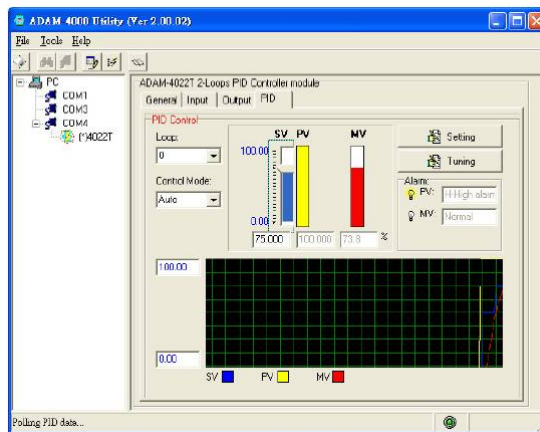 ADAM 4000 Utility (Ver 2.00.02)
File Tools Help
PC
COM1
COM3
COM4
(*)4022T
ADAM-4022T 2-Loops PID Controller module
General Input Output PID
PID Control
Loop:
0
Control Mode:
Auto
SV PV MV
100.00
0.00
75.000 100.000 73.8 %
Setting
Tuning
Alarm:
PV: H-High alarm
MV: Normal
100.00
0.00
SV PV MV
Polling PID data...